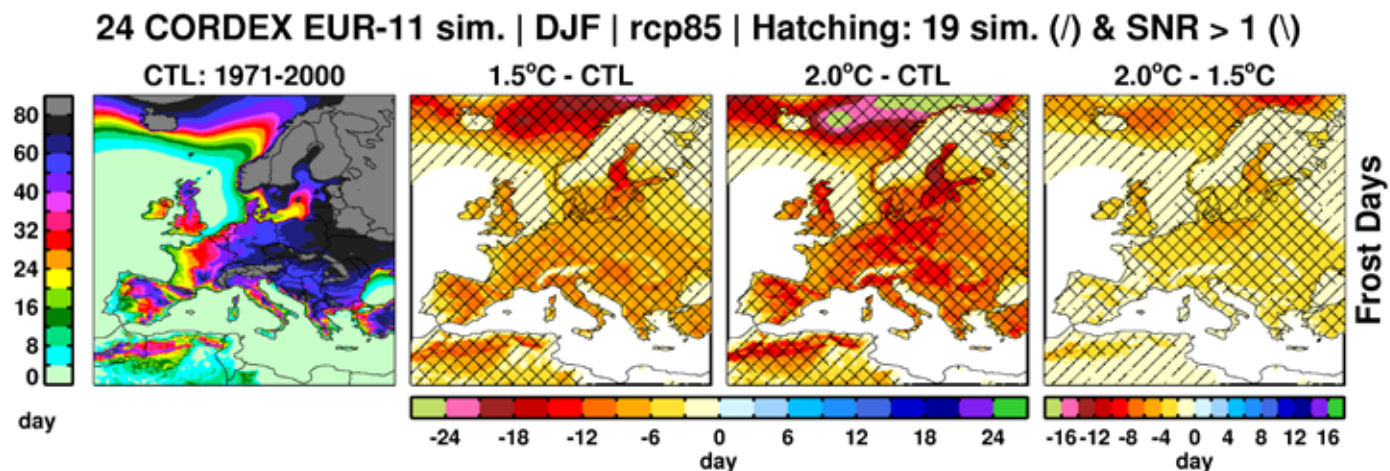 24 CORDEX EUR-11 sim. | DJF | rcp85 | Hatching: 19 sim. (/) & SNR > 1 (\)
CTL: 1971-2000
1.5°C - CTL
2.0°C - CTL
2.0°C - 1.5°C
80
60
40
32
24
16
8
0
day
Frost Days
-24 -18 -12 -6 0 6 12 18 24
day
-16 -12 -8 -4 0 4 8 12 16
day